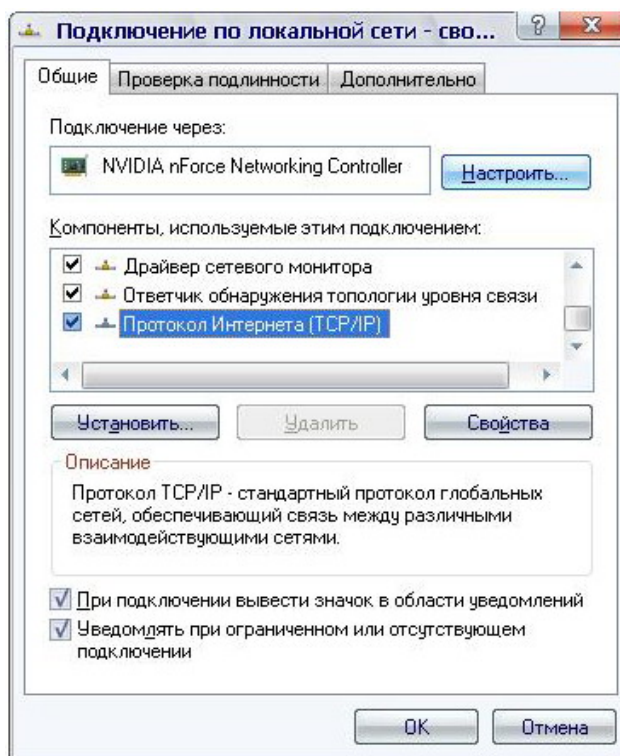 Подключение по локальной сети - сво...
Общие
Проверка подлинности
Дополнительно
Подключение через:
NVIDIA nForce Networking Controller
Настроить...
Компоненты, используемые этим подключением:
Драйвер сетевого монитора
Ответчик обнаружения топологии уровня связи
Протокол Интернета (TCP/IP)
Установить...
Удалить
Свойства
Описание
Протокол TCP/IP - стандартный протокол глобальных
сетей, обеспечивающий связь между различными
взаимодействующими сетями.
При подключении вывести значок в области уведомлений
Уведомлять при ограниченном или отсутствующем
подключении
ОК
Отмена